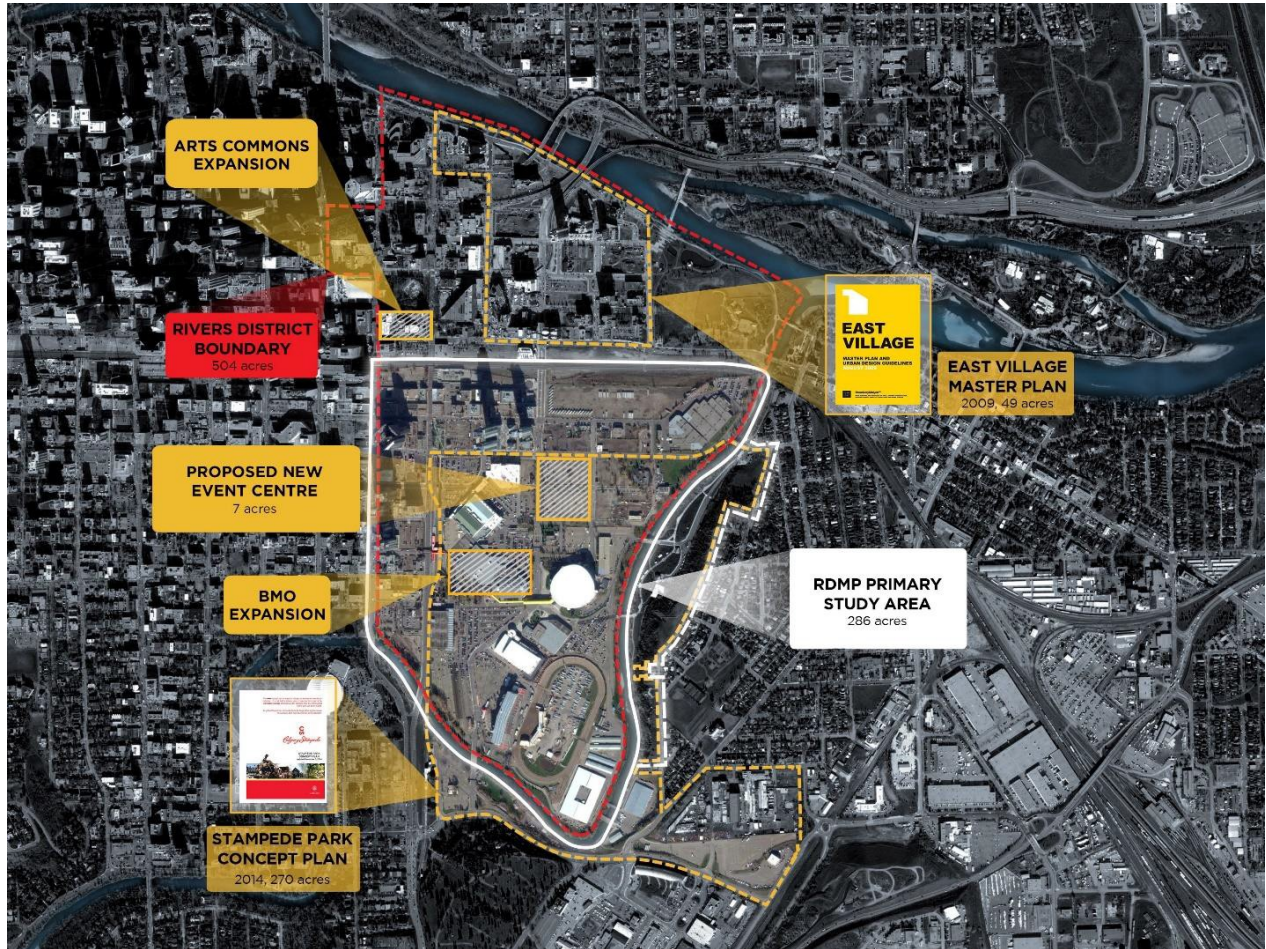 ARTS COMMONS
EXPANSION
RIVERS DISTRICT
BOUNDARY
504 acres
EAST
VILLAGE
MASTER PLAN AND
URBAN DESIGN GUIDELINES
EAST VILLAGE
MASTER PLAN
2009, 49 acres
PROPOSED NEW
EVENT CENTRE
7 acres
BMO
EXPANSION
RDMP PRIMARY
STUDY AREA
286 acres
Calgary Stampede
STAMPEDE PARK
CONCEPT PLAN
2014, 270 acres